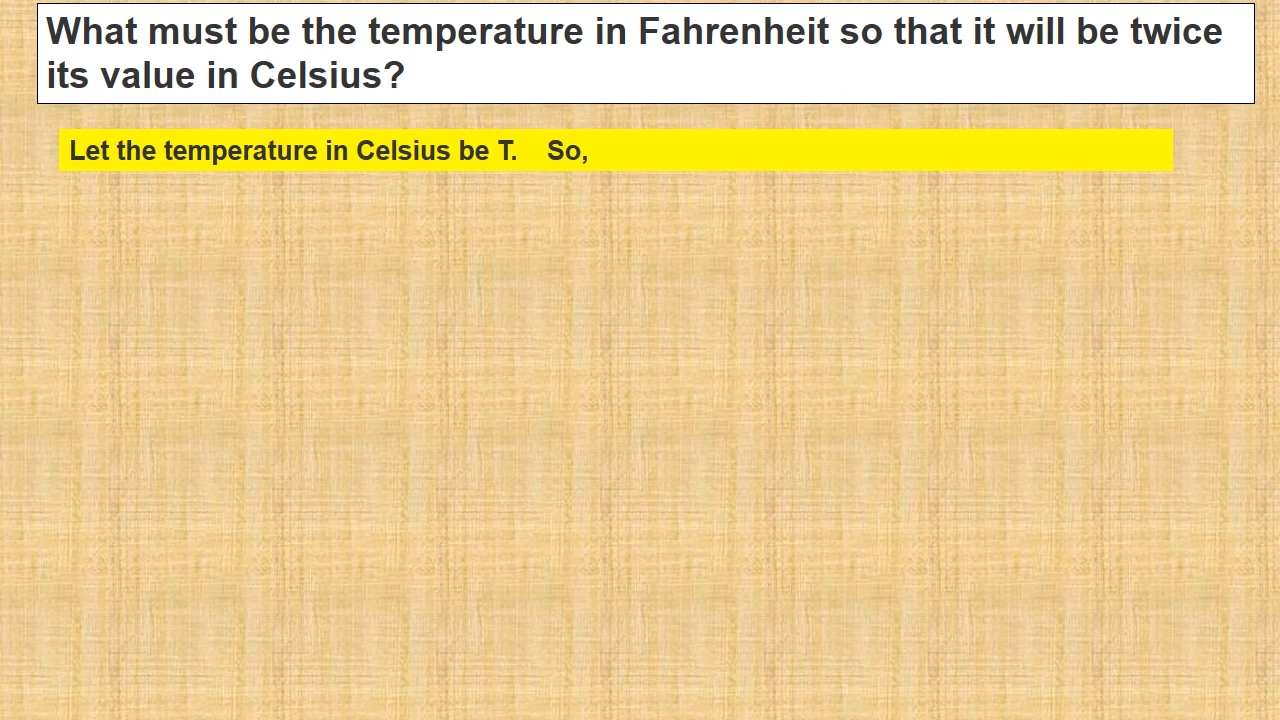 What must be the temperature in Fahrenheit so that it will be twice
its value in Celsius?
Let the temperature in Celsius be T. So,